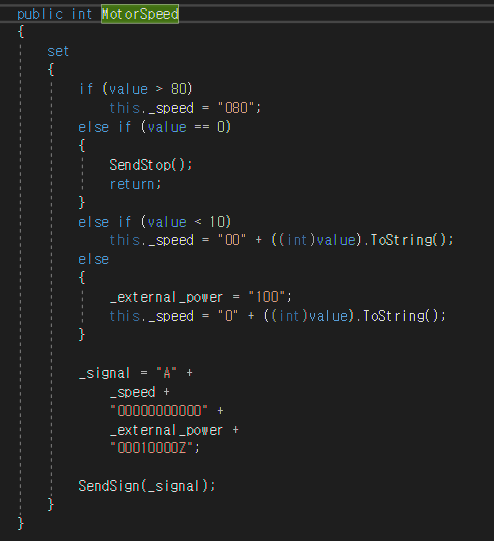 public int MotorSpeed
{
set
{
if (value > 80)
this._speed = "080";
else if (value == 0)
{
SendStop();
return;
}
else if (value < 10)
this._speed = "00" + ((int)value).ToString();
else
{
_external_power = "100";
this._speed = "0" + ((int)value).ToString();
}
_signal = "A" +
_speed +
"00000000000" +
_external_power +
"00010000Z";
SendSign(_signal);
}
}